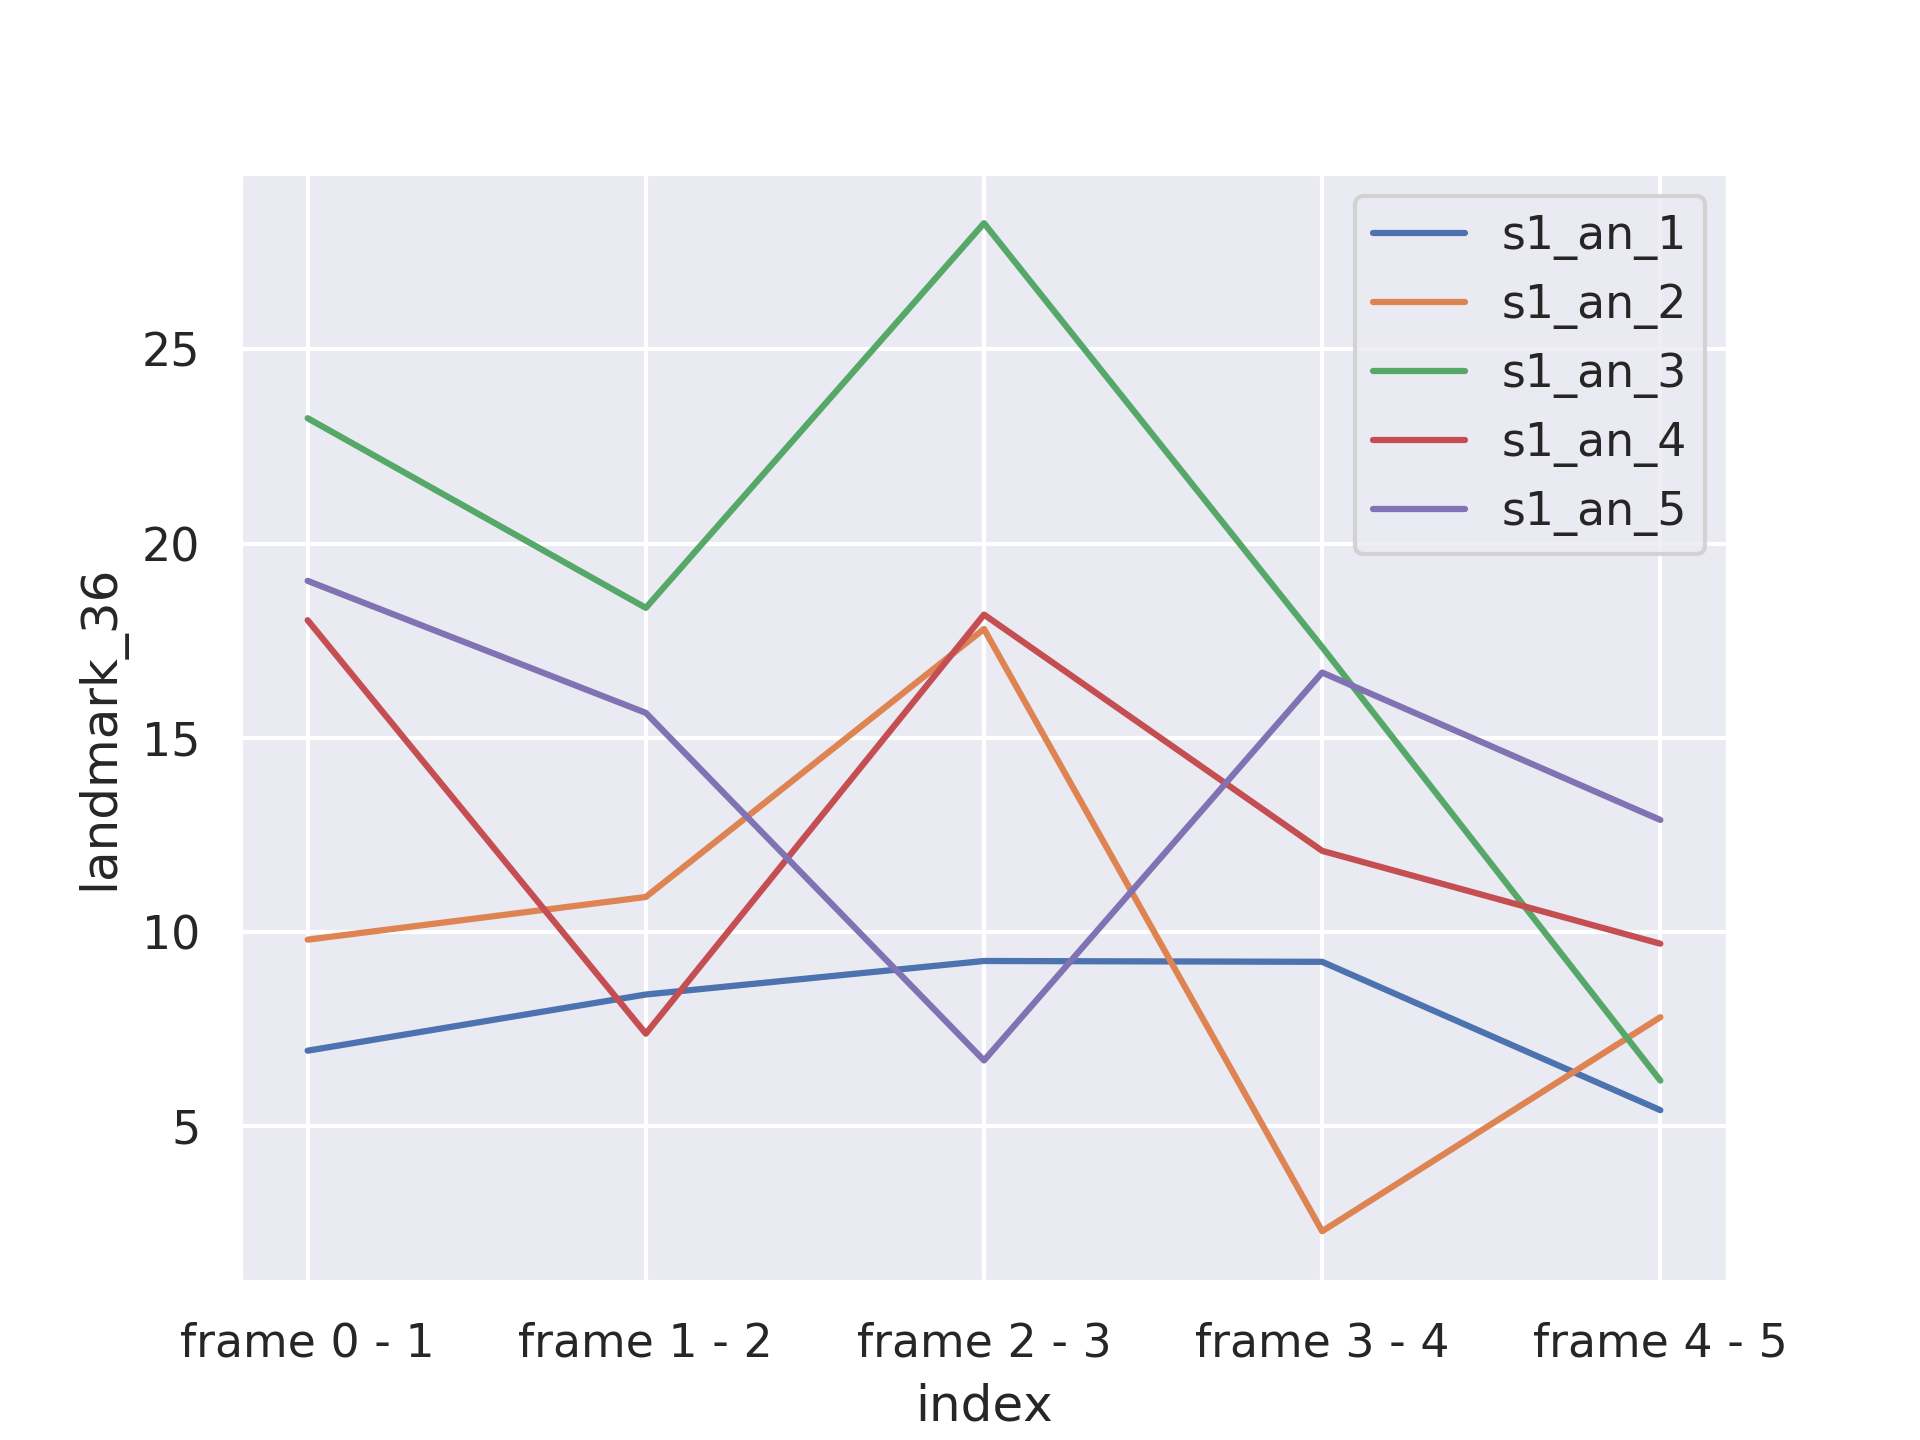 s1_an_1
s1_an_2
s1_an_3
s1_an_4
s1_an_5
25
20
15
10
5
landmark_36
frame 0 - 1
frame 1 - 2
frame 2 - 3
frame 3 - 4
frame 4 - 5
index